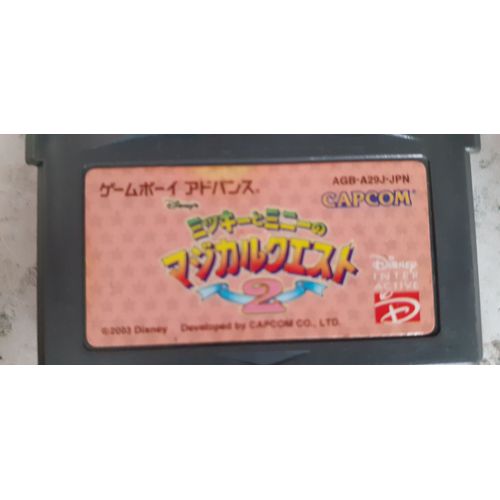 ゲームボーイ アドバンス®
AGB-A29J-JPN
CAPCOM
Disney's
ミッキーとミニーの
マジカルクエスト
2
Disney
INTER
ACTIVE
D
©2003 Disney Developed by CAPCOM CO., LTD.